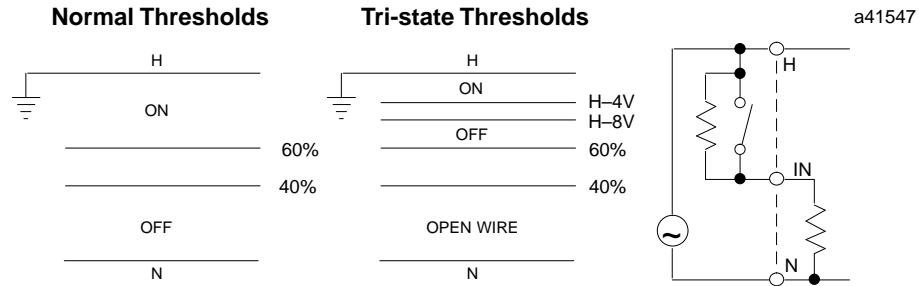 Normal Thresholds
Tri-state Thresholds
a41547
H
ON
60%
40%
OFF
N
H
ON
H–4V
H–8V
OFF
60%
40%
OPEN WIRE
N
H
IN
N
~